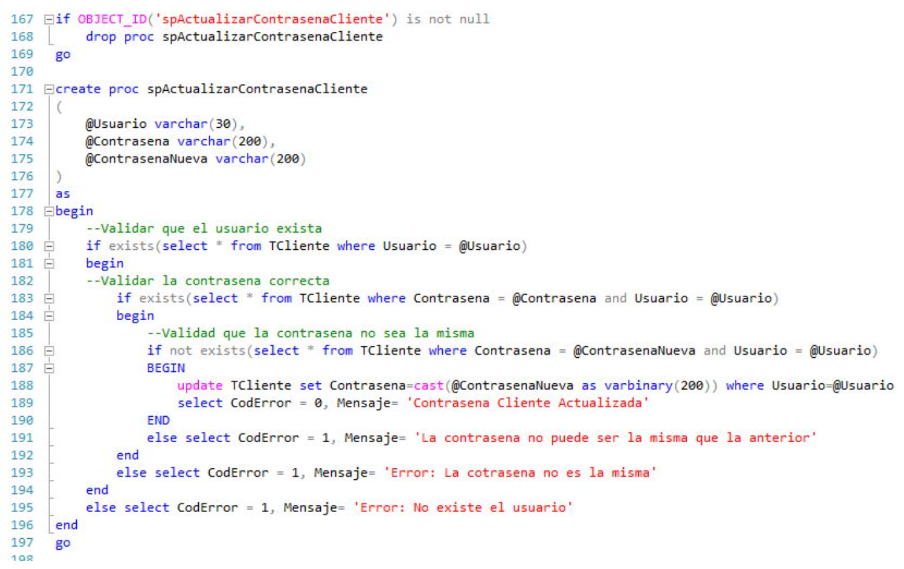 167 if OBJECT_ID('spActualizarContrasenaCliente') is not null
168     drop proc spActualizarContrasenaCliente
169 go
170
171 create proc spActualizarContrasenaCliente
172 (
173     @Usuario varchar(30),
174     @Contrasena varchar(200),
175     @ContrasenaNueva varchar(200)
176 )
177 as
178 begin
179     --Validar que el usuario exista
180     if exists(select * from TCliente where Usuario = @Usuario)
181     begin
182     --Validar la contrasena correcta
183         if exists(select * from TCliente where Contrasena = @Contrasena and Usuario = @Usuario)
184         begin
185             --Validad que la contrasena no sea la misma
186             if not exists(select * from TCliente where Contrasena = @ContrasenaNueva and Usuario = @Usuario)
187             BEGIN
188                 update TCliente set Contrasena=cast(@ContrasenaNueva as varbinary(200)) where Usuario=@Usuario
189                 select CodError = 0, Mensaje= 'Contrasena Cliente Actualizada'
190             END
191             else select CodError = 1, Mensaje= 'La contrasena no puede ser la misma que la anterior'
192         end
193         else select CodError = 1, Mensaje= 'Error: La cotrasena no es la misma'
194     end
195     else select CodError = 1, Mensaje= 'Error: No existe el usuario'
196 end
197 go
198